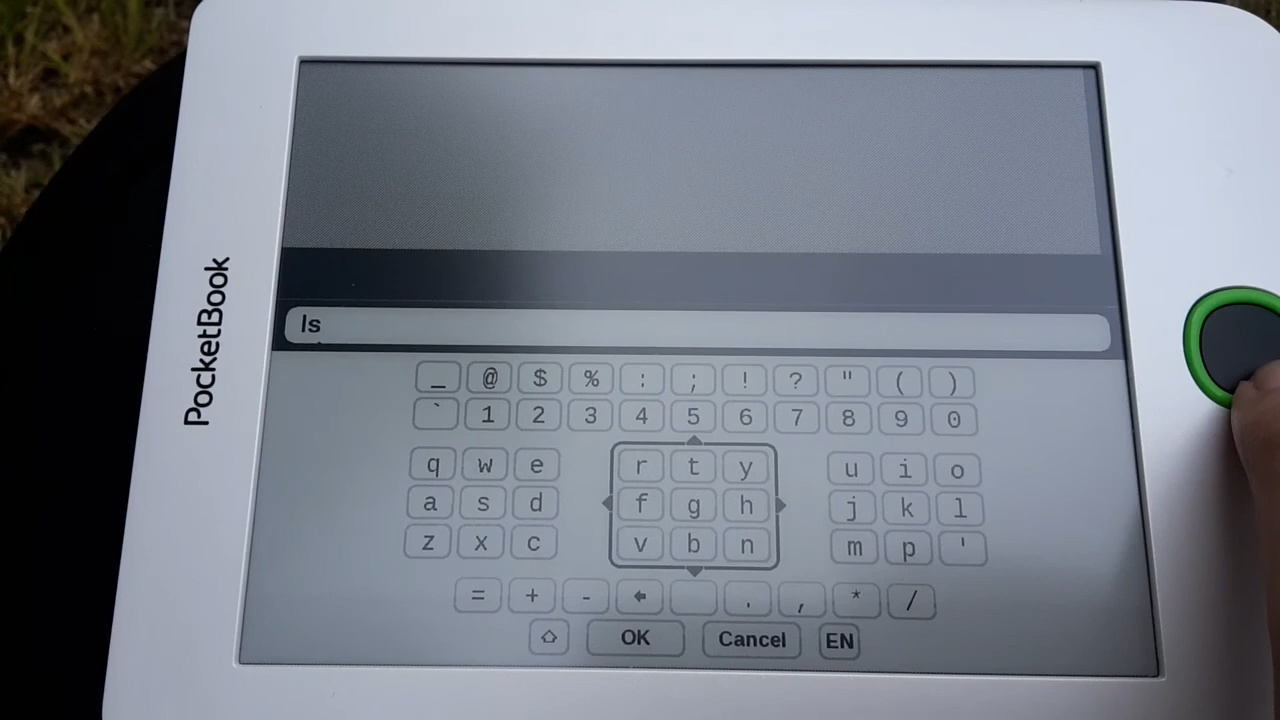 PocketBook
ls
_ @ $ % : ; ! ? " ( )
` 1 2 3 4 5 6 7 8 9 0
q w e r t y u i o
a s d f g h j k l
z x c v b n m p '
= + - . , * /
OK Cancel EN